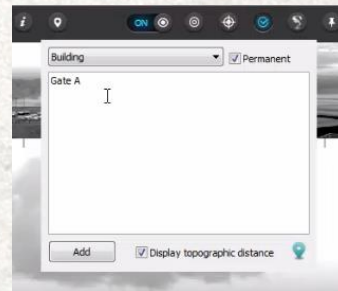 i ON
Building Permanent
Gate A
Add Display topographic distance